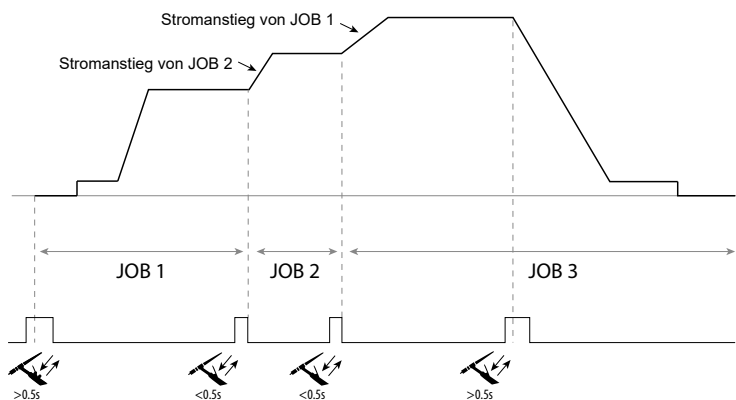 Stromanstieg von JOB 1
Stromanstieg von JOB 2
JOB 1
JOB 2
JOB 3
>0.5s
<0.5s
<0.5s
>0.5s